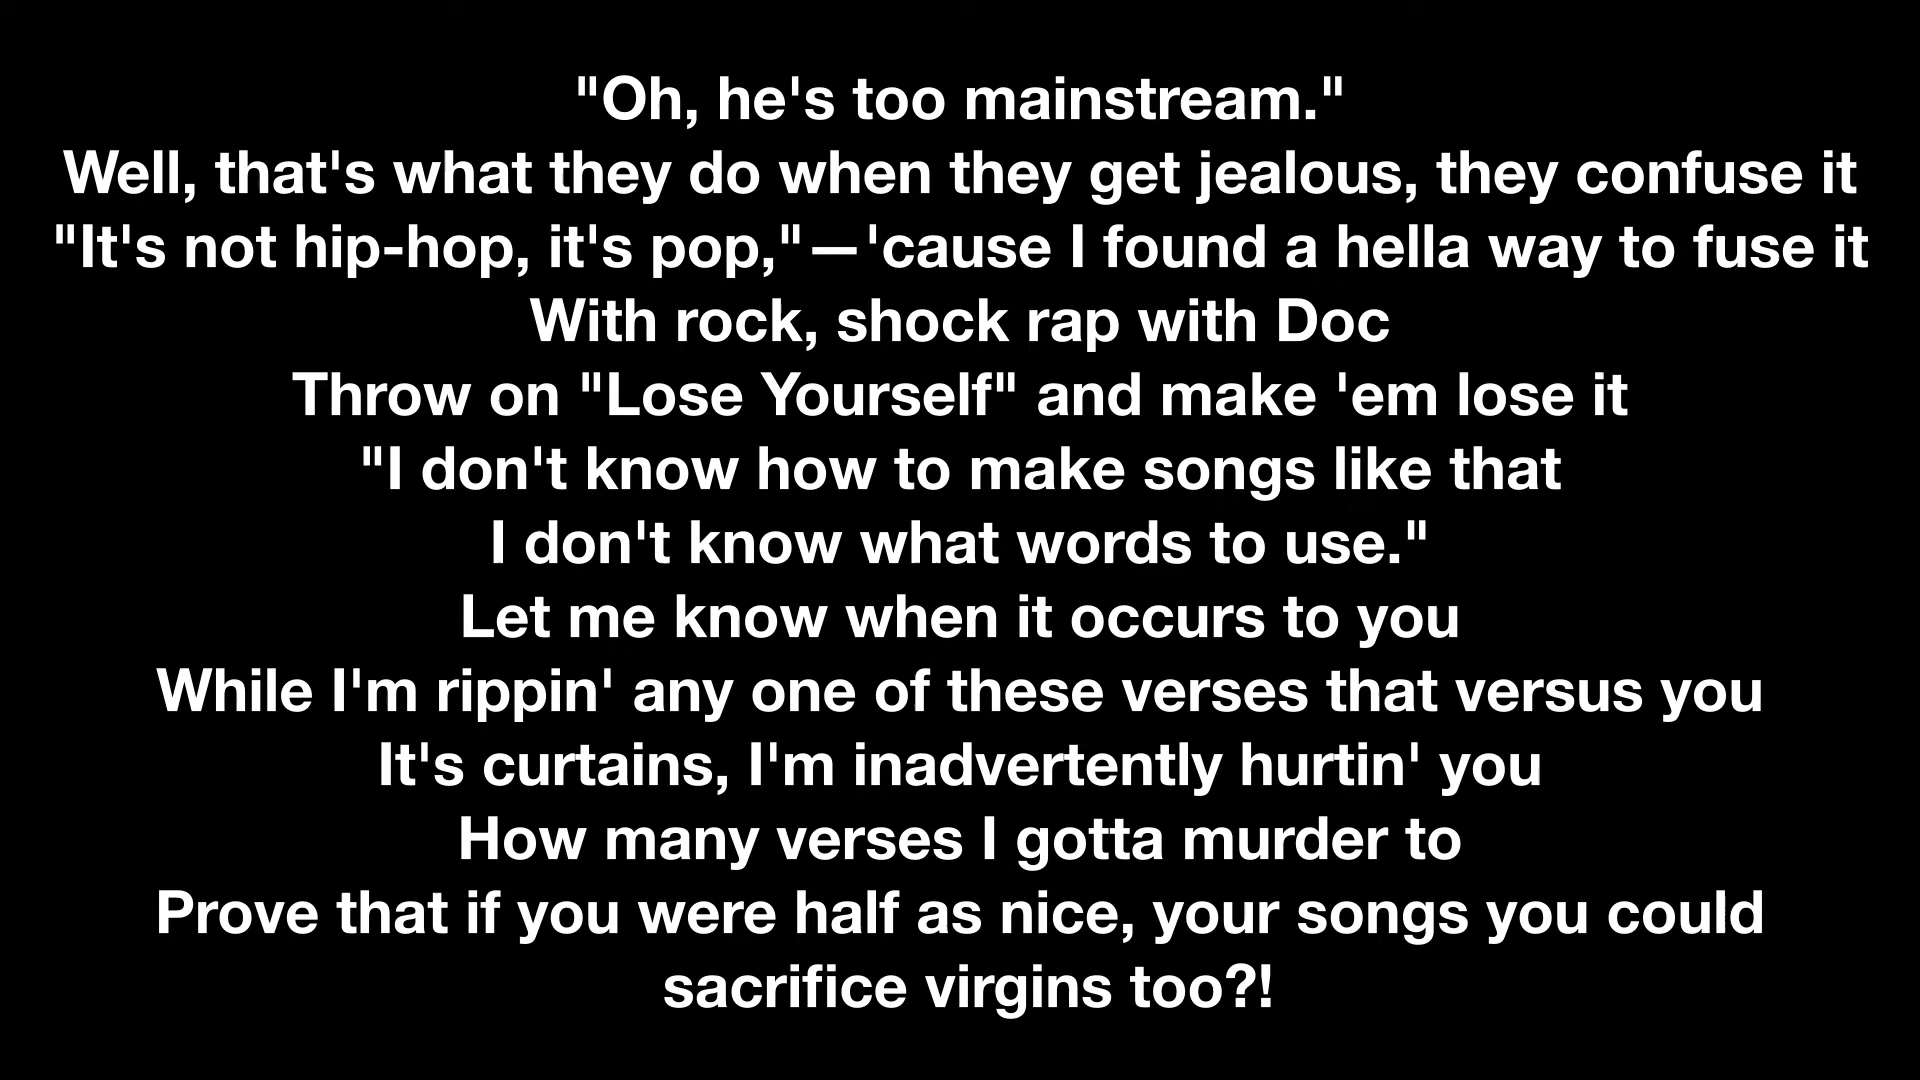 "Oh, he's too mainstream."
Well, that's what they do when they get jealous, they confuse it
"It's not hip-hop, it's pop,"—'cause I found a hella way to fuse it
With rock, shock rap with Doc
Throw on "Lose Yourself" and make 'em lose it
"I don't know how to make songs like that
I don't know what words to use."
Let me know when it occurs to you
While I'm rippin' any one of these verses that versus you
It's curtains, I'm inadvertently hurtin' you
How many verses I gotta murder to
Prove that if you were half as nice, your songs you could
sacrifice virgins too?!